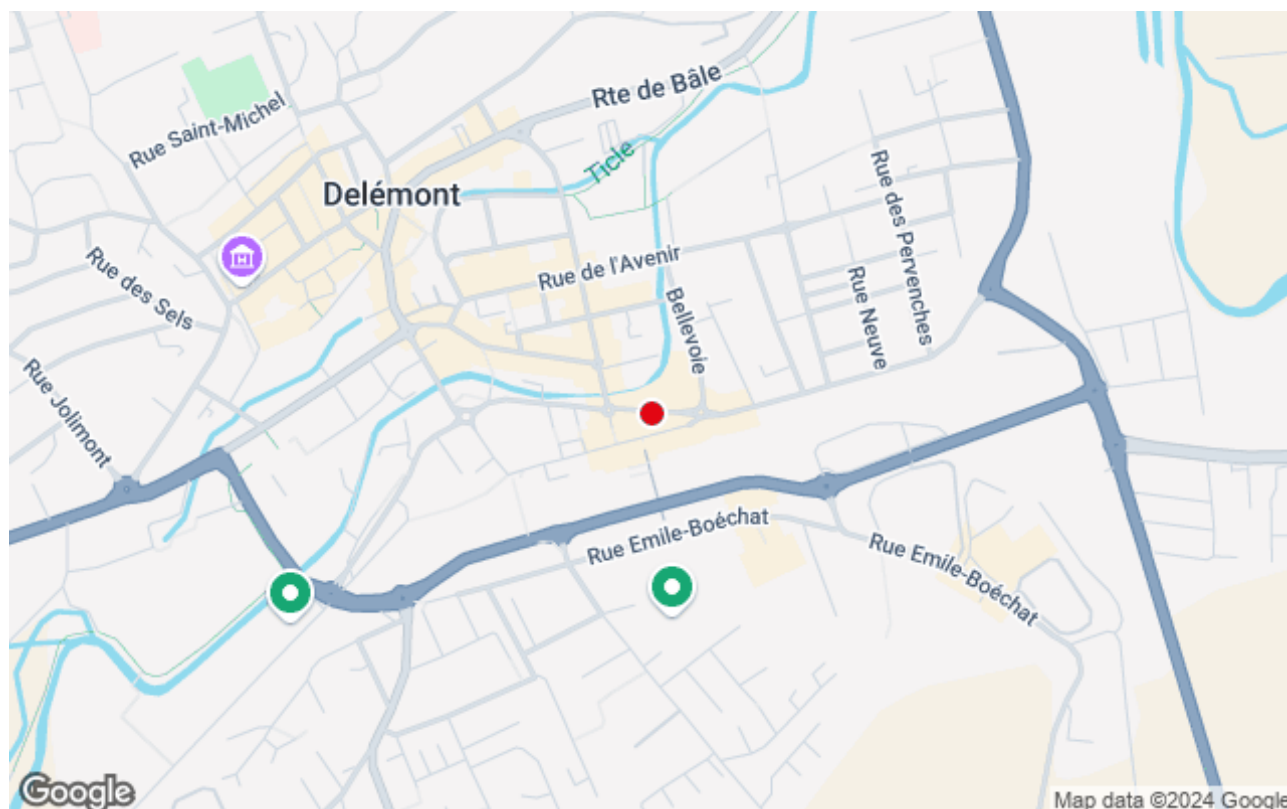 Rte de Bâle
Rue Saint-Michel
Ticle
Delémont
Rue des Pervenches
Rue de l'Avenir
Rue des Sels
Bellevoie
Rue Neuve
Rue Jolimont
Rue Emile-Boéchat
Rue Emile-Boéchat
H
Google
Map data ©2024 Google